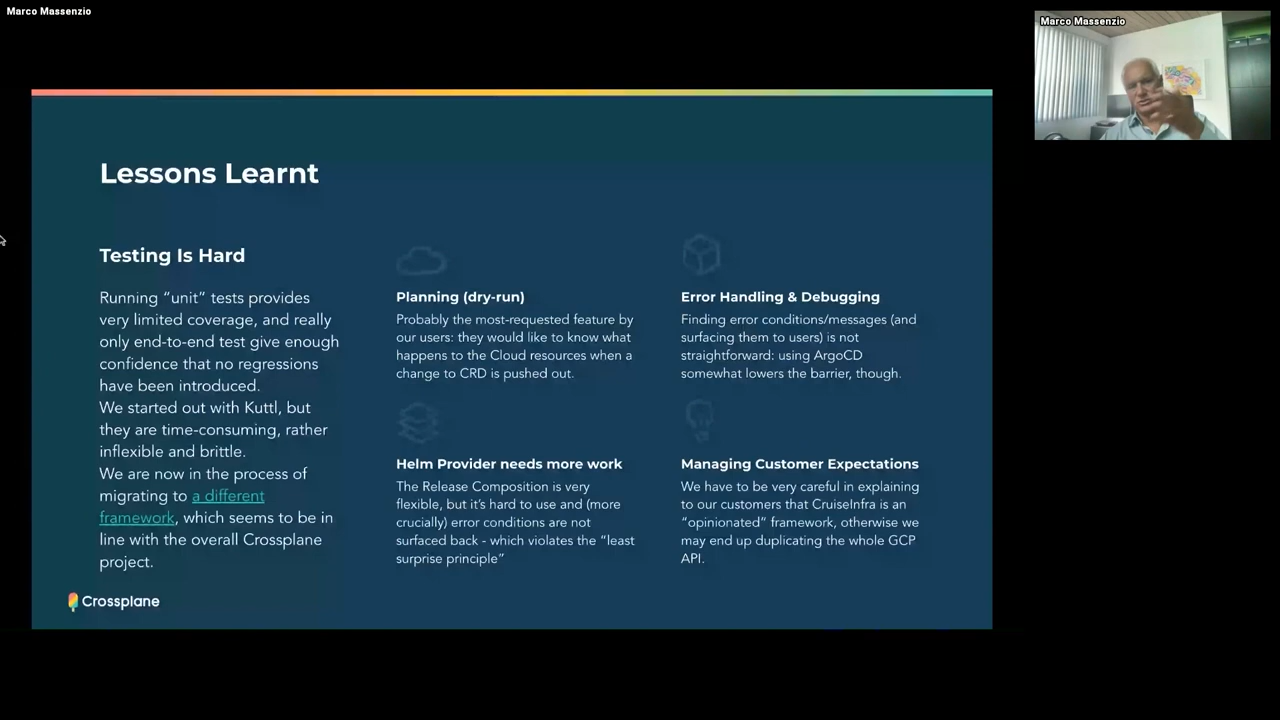 Marco Massenzio
Marco Massenzio
Lessons Learnt
Testing Is Hard
Running “unit” tests provides
very limited coverage, and really
only end-to-end test give enough
confidence that no regressions
have been introduced.
We started out with Kuttl, but
they are time-consuming, rather
inflexible and brittle.
We are now in the process of
migrating to a different
framework, which seems to be in
line with the overall Crossplane
project.
Planning (dry-run)
Probably the most-requested feature by
our users: they would like to know what
happens to the Cloud resources when a
change to CRD is pushed out.
Error Handling & Debugging
Finding error conditions/messages (and
surfacing them to users) is not
straightforward: using ArgoCD
somewhat lowers the barrier, though.
Helm Provider needs more work
The Release Composition is very
flexible, but it’s hard to use and (more
crucially) error conditions are not
surfaced back - which violates the “least
surprise principle”
Managing Customer Expectations
We have to be very careful in explaining
to our customers that CruiseInfra is an
“opinionated” framework, otherwise we
may end up duplicating the whole GCP
API.
Crossplane